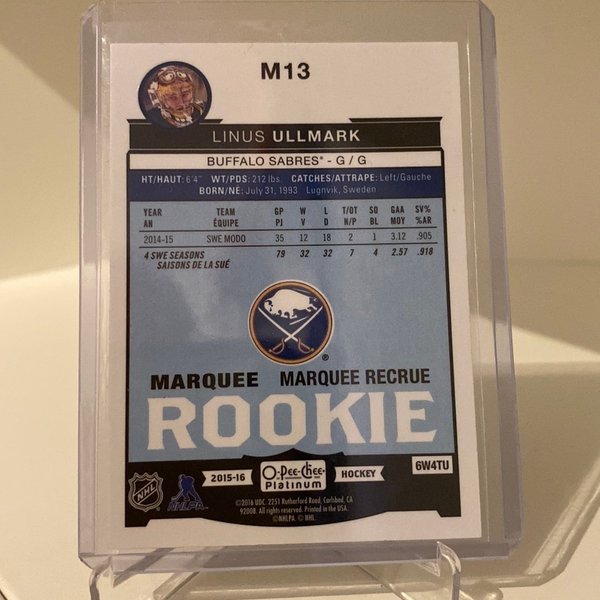 M13
LINUS ULLMARK
BUFFALO SABRES® - G / G
HT/HAUT: 6'4" WT/PDS: 212 lbs. CATCHES/ATTRAPE: Left/Gauche
BORN/NE: July 31, 1993 Lugnvik, Sweden
YEAR TEAM GP W L T/OT SO GAA SV%
AN ÉQUIPE PJ V D N/P BL MOY %AR
2014-15 SWE MODO 35 12 18 2 1 3.12 .905
4 SWE SEASONS 79 32 32 7 4 2.57 .918
SAISONS DE LA SUÉ
®
MARQUEE MARQUEE RECRUE
ROOKIE
NHL NHLPA 2015-16 O-Pee-Chee Platinum HOCKEY 6W4TU
©2016 UDC. 2251 Rutherford Road, Carlsbad, CA
92008. All rights reserved. Printed in the USA.
©NHLPA. © NHL.